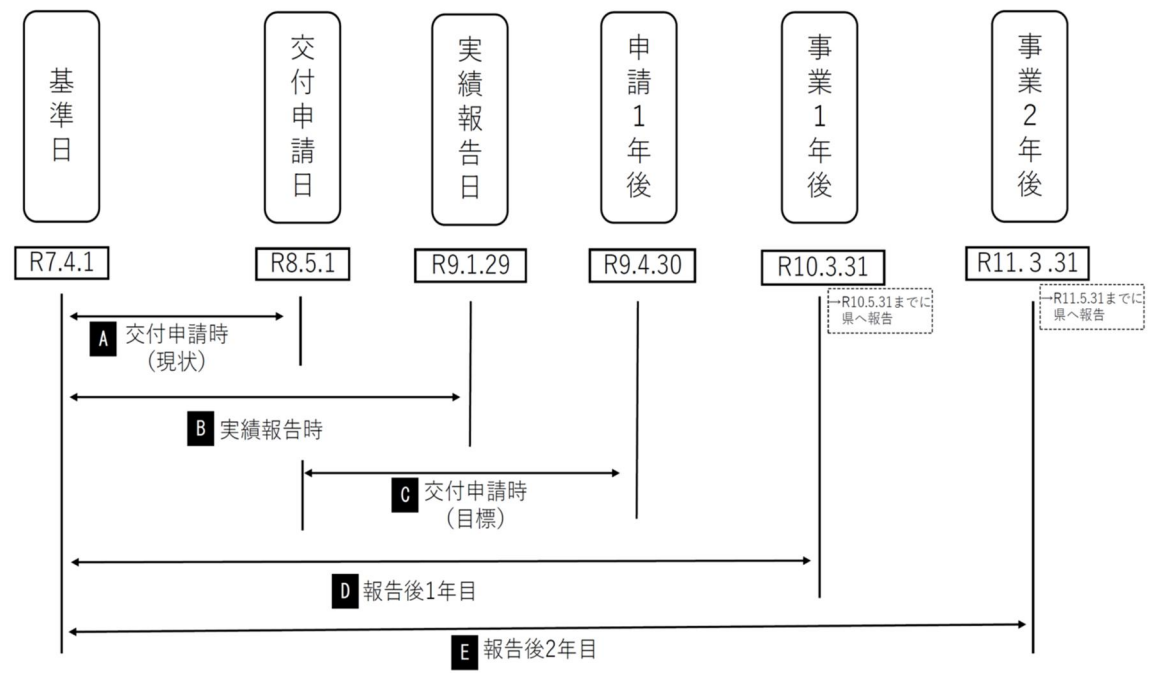 基準日
交付申請日
実績報告日
申請1年後
事業1年後
事業2年後
R7.4.1
R8.5.1
R9.1.29
R9.4.30
R10.3.31
R11.3.31
→R10.5.31までに
県へ報告
→R11.5.31までに
県へ報告
A 交付申請時
(現状)
B 実績報告時
C 交付申請時
(目標)
D 報告後1年目
E 報告後2年目